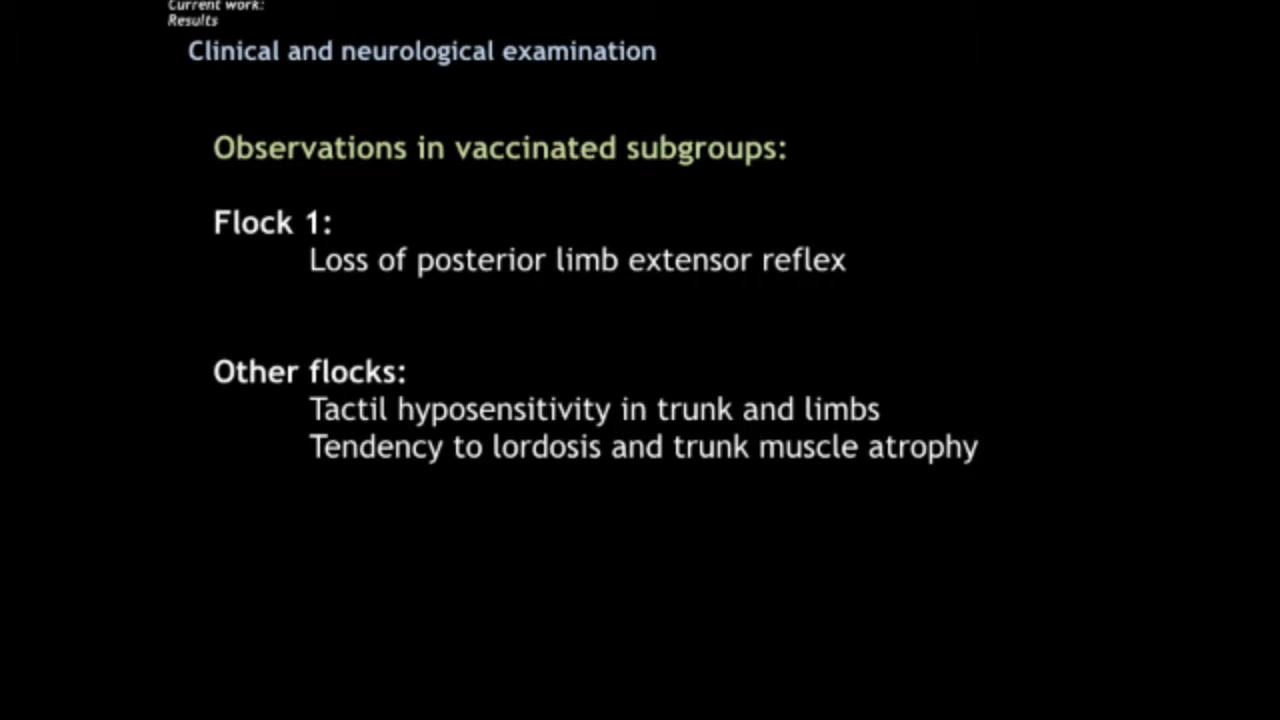 Current work:
Results
Clinical and neurological examination
Observations in vaccinated subgroups:
Flock 1:
Loss of posterior limb extensor reflex
Other flocks:
Tactil hyposensitivity in trunk and limbs
Tendency to lordosis and trunk muscle atrophy